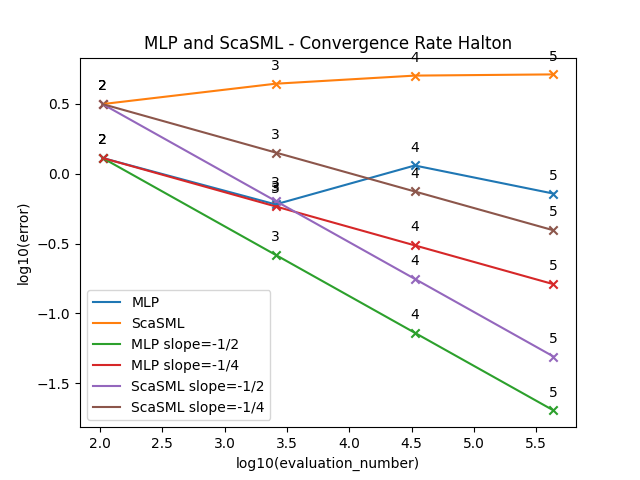 MLP and ScaSML - Convergence Rate Halton
log10(error)
0.5
0.0
−0.5
−1.0
−1.5
2
3
4
5
2
3
4
5
2
3
4
5
3
4
5
3
4
5
3
4
5
MLP
ScaSML
MLP slope=-1/2
MLP slope=-1/4
ScaSML slope=-1/2
ScaSML slope=-1/4
2.0 2.5 3.0 3.5 4.0 4.5 5.0 5.5
log10(evaluation_number)